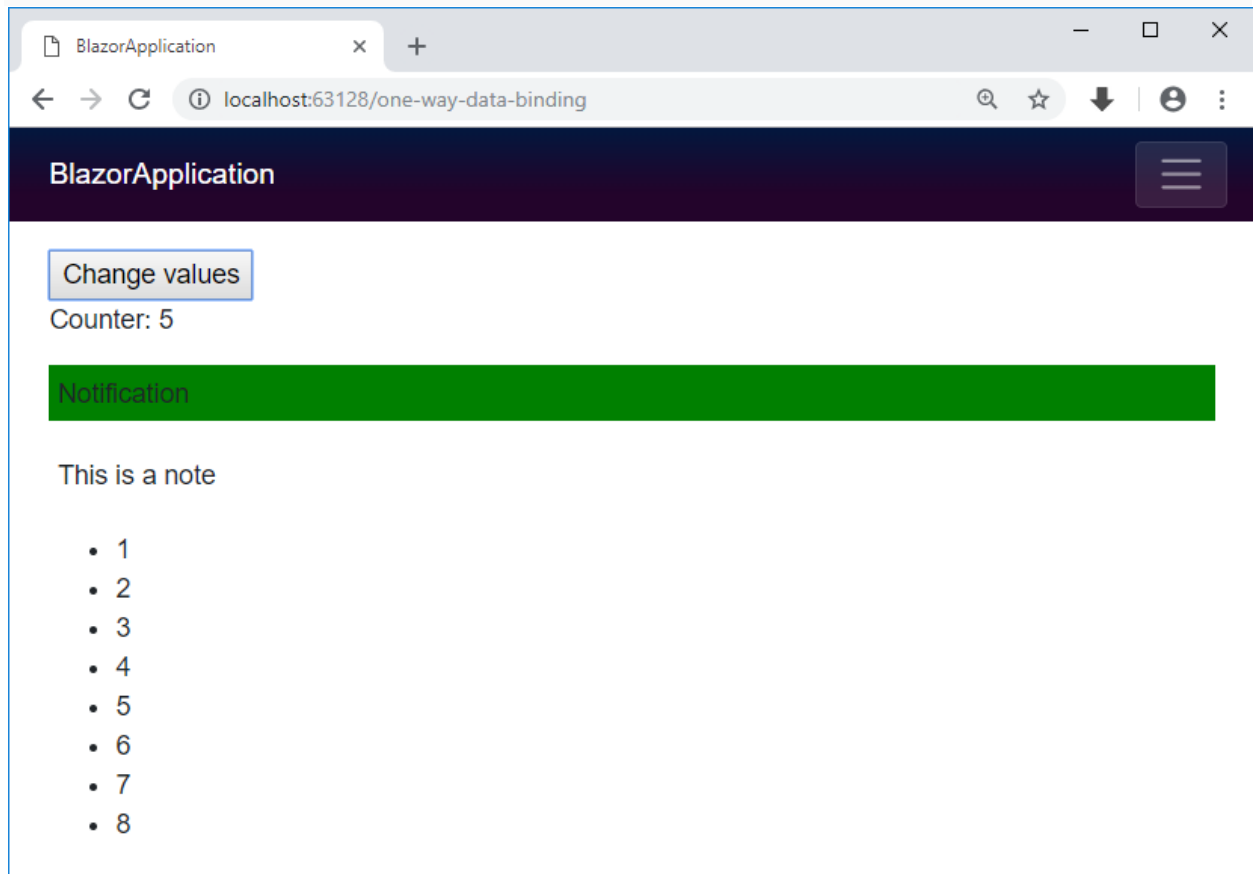 BlazorApplication
localhost:63128/one-way-data-binding
BlazorApplication
Change values
Counter: 5
Notification
This is a note
1
2
3
4
5
6
7
8